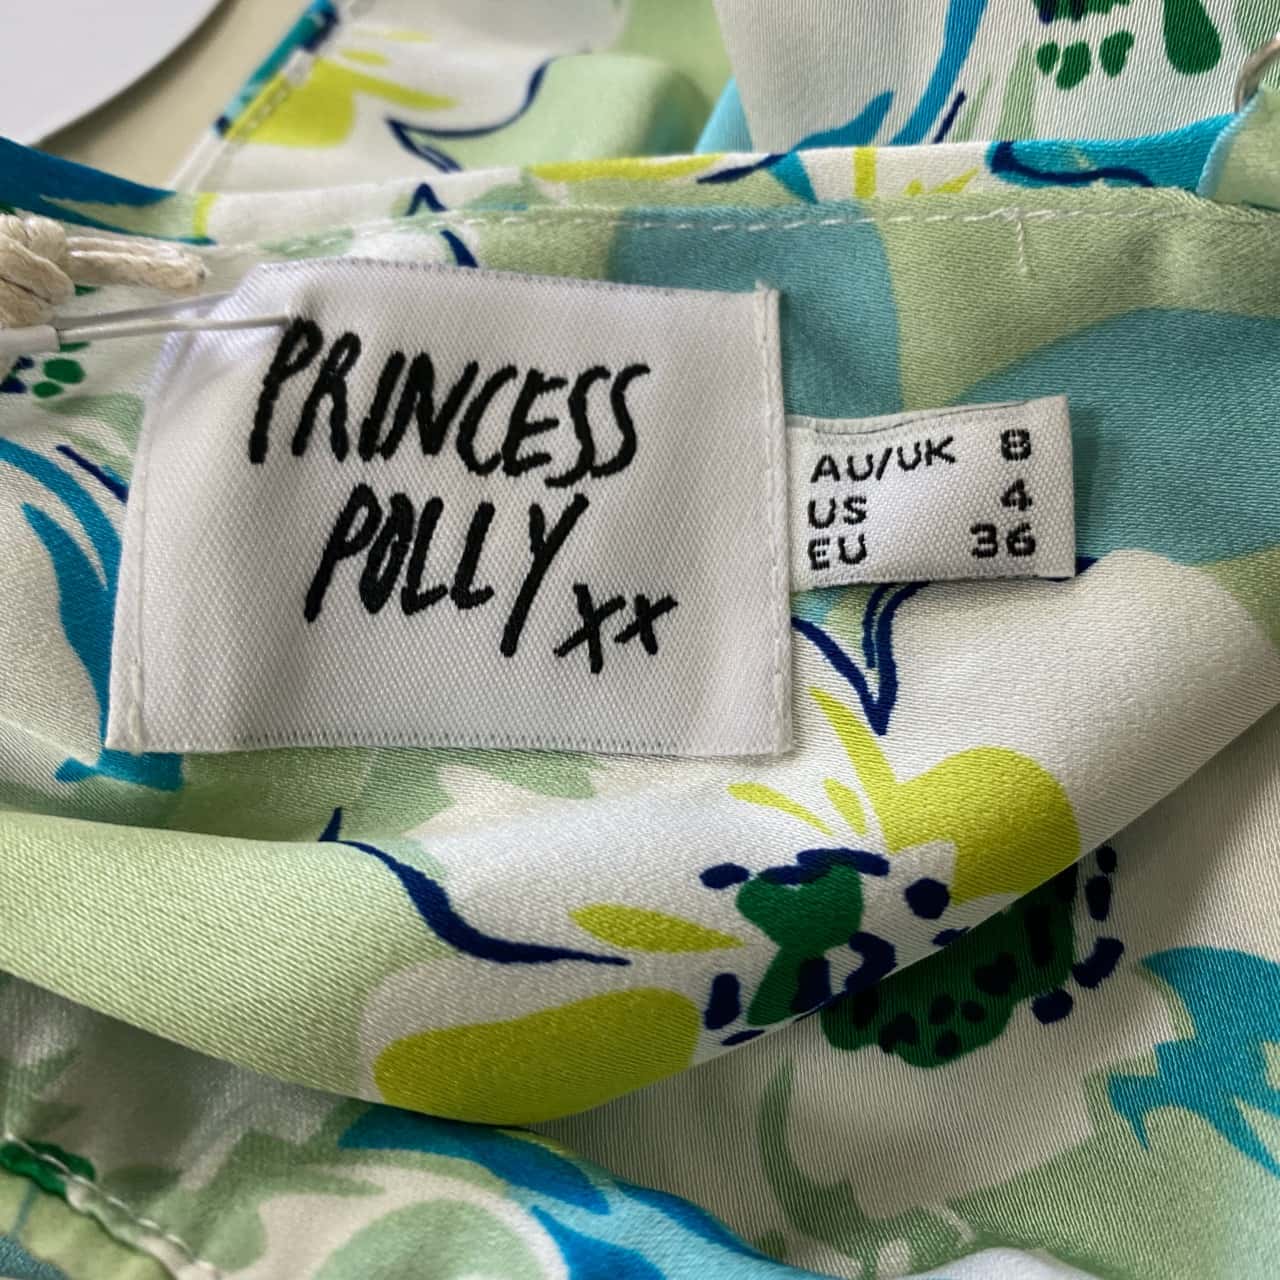 PRINCESS
POLLY xx
AU/UK 8
US 4
EU 36